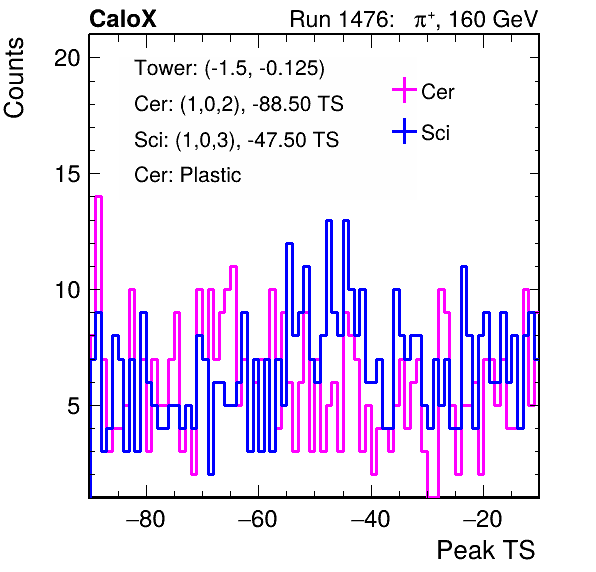 CaloX Run 1476: π⁺, 160 GeV
Counts
20
15
10
5
Tower: (-1.5, -0.125)
Cer: (1,0,2), -88.50 TS
Sci: (1,0,3), -47.50 TS
Cer: Plastic
Cer
Sci
−80 −60 −40 −20
Peak TS